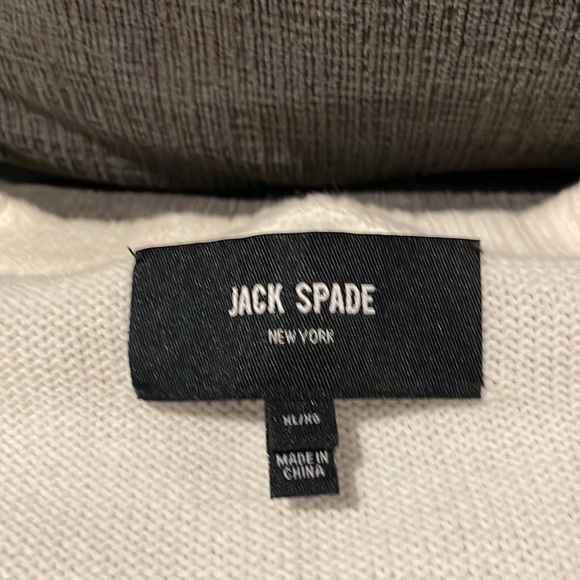 JACK SPADE
NEW YORK
XL/XG
MADE IN
CHINA